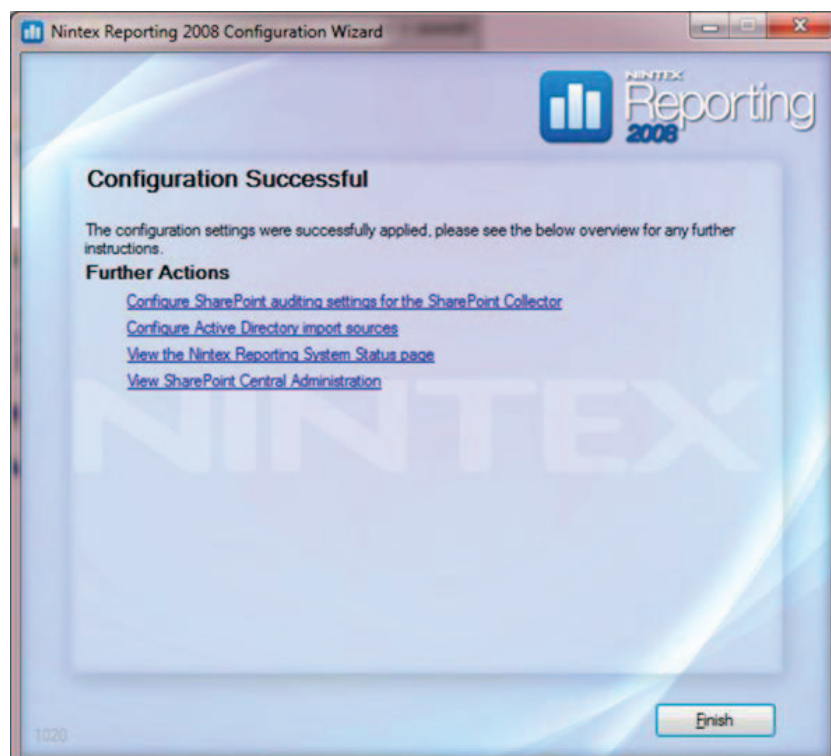 Nintex Reporting 2008 Configuration Wizard
NINTEX
Reporting
2008
Configuration Successful
The configuration settings were successfully applied, please see the below overview for any further
instructions.
Further Actions
Configure SharePoint auditing settings for the SharePoint Collector
Configure Active Directory import sources
View the Nintex Reporting System Status page
View SharePoint Central Administration
NINTEX
Finish
1020